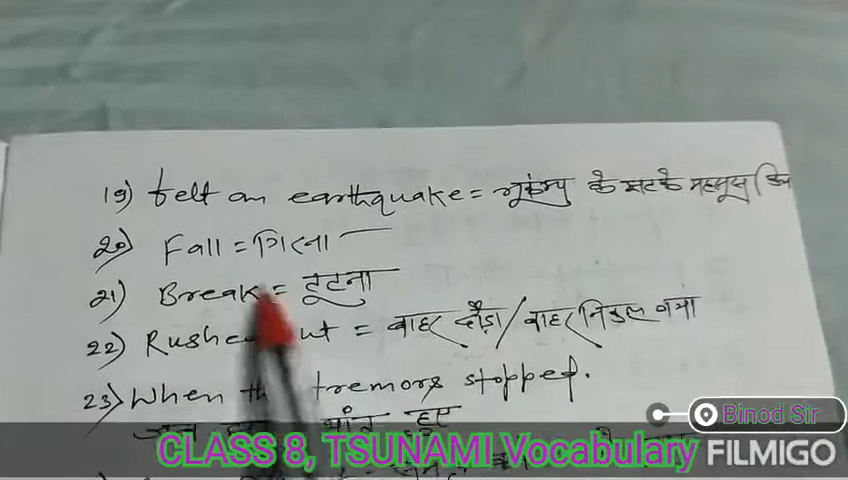 19) felt an earthquake = भूकंम्प के झटके महसूस किय
20) Fall = गिरना
21) Break = टूटना
22) Rushed out = बाहर दौड़ा/बाहर निकल गया
23) When the tremors stopped.
शांत हुए
CLASS 8, TSUNAMI Vocabulary
Binod Sir
FILMIGO